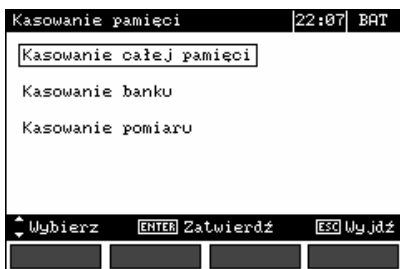 Kasowanie pamięci 22:07 BAT
Kasowanie całej pamięci
Kasowanie banku
Kasowanie pomiaru
Wybierz ENTER Zatwierdź ESC Wyjdź